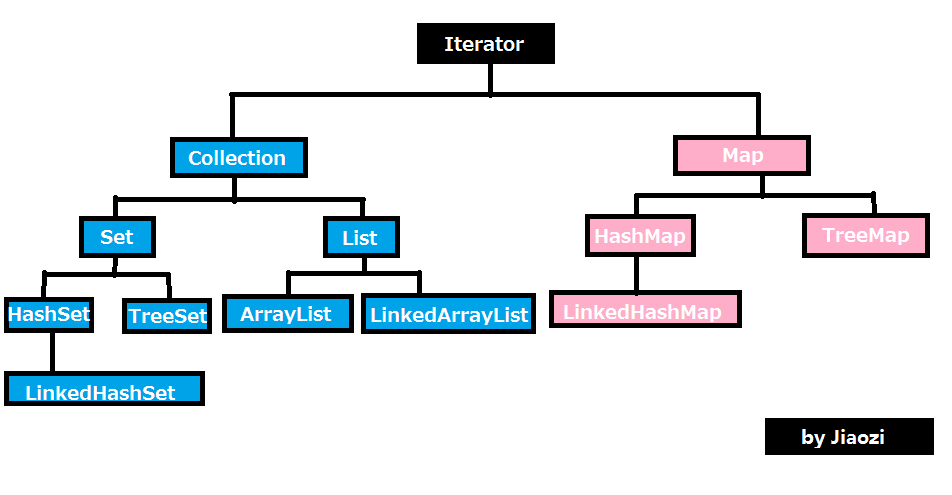 Iterator
Collection
Map
Set
List
HashMap
TreeMap
HashSet
TreeSet
ArrayList
LinkedArrayList
LinkedHashMap
LinkedHashSet
by Jiaozi